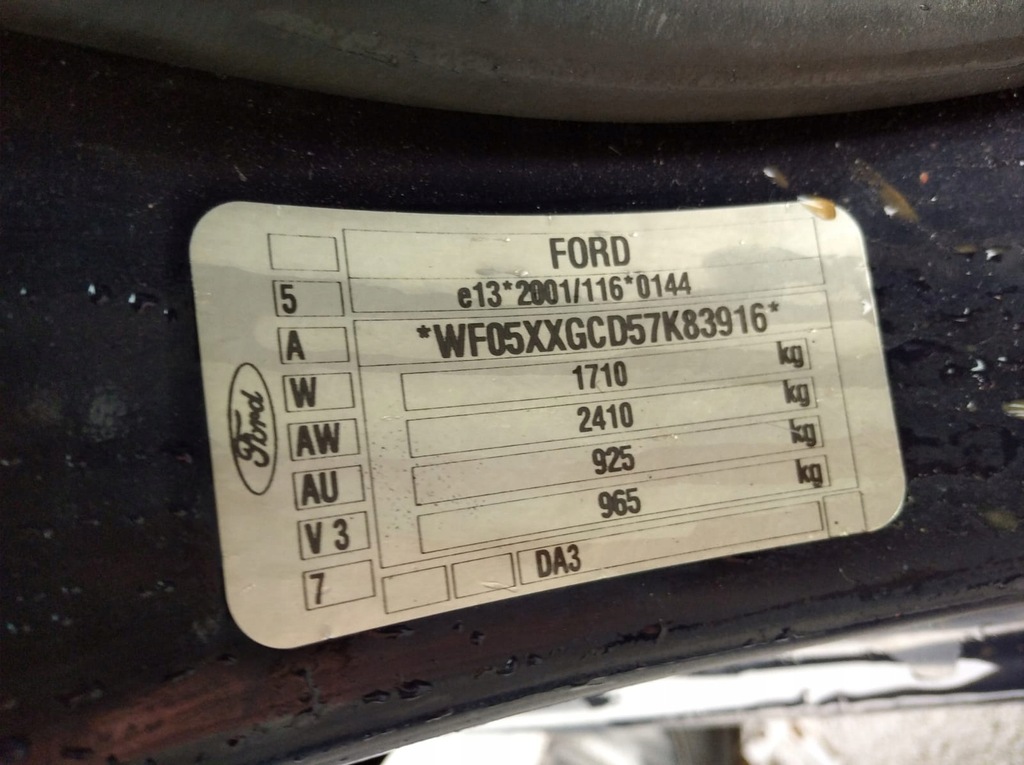 FORD
5 e13*2001/116*0144
A *WF05XXGCD57K83916*
W 1710 kg
AW 2410 kg
AU 925 kg
V 3 965 kg
7 DA3
Ford